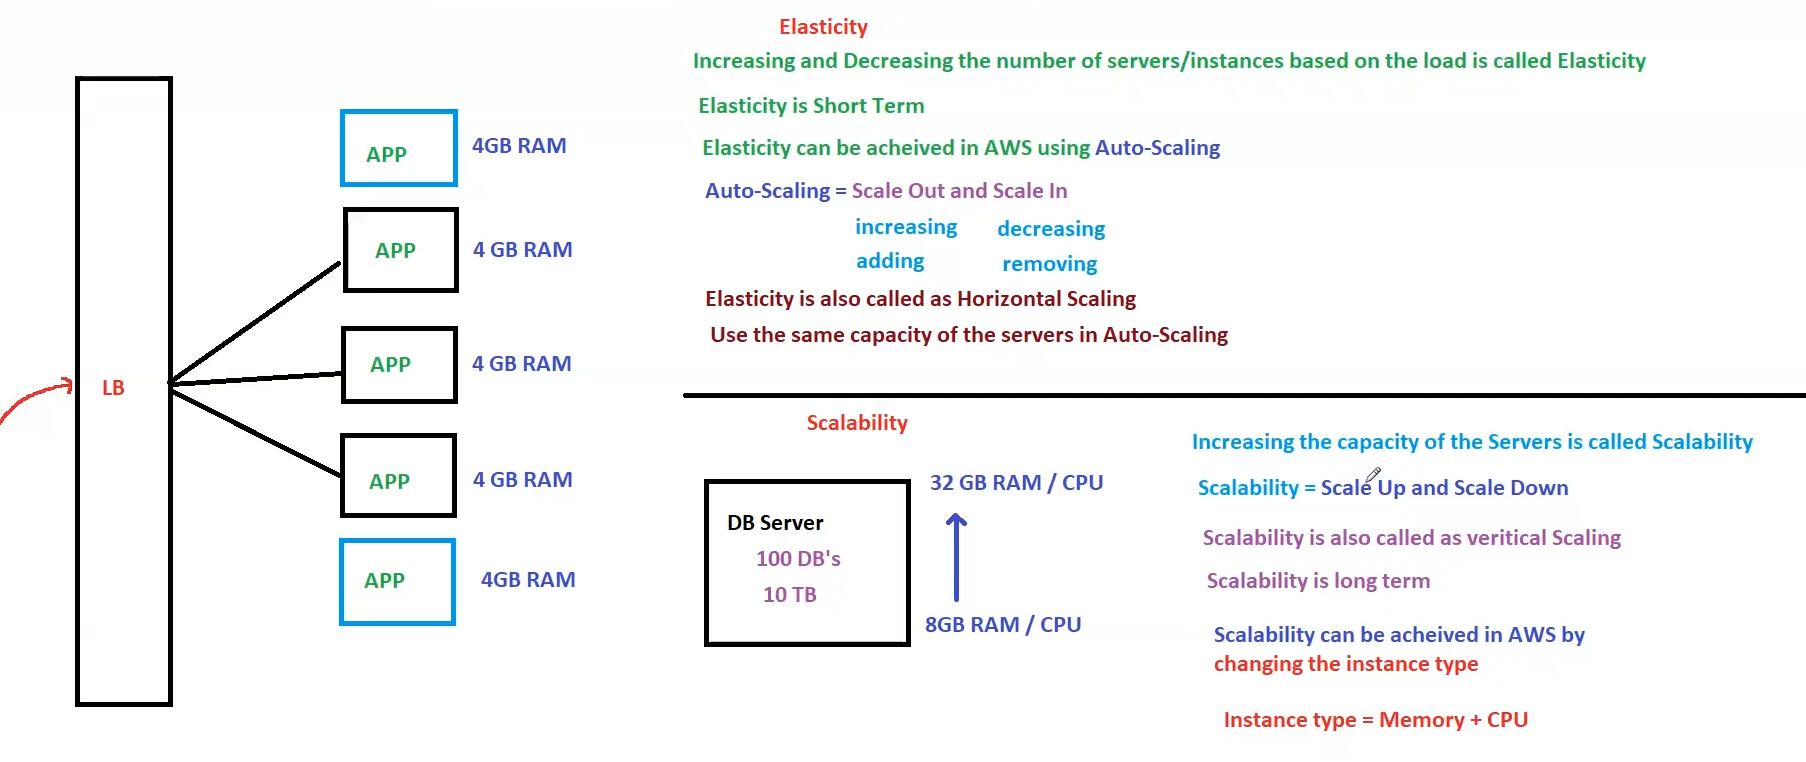 LB
APP
4GB RAM
APP
4 GB RAM
APP
4 GB RAM
APP
4 GB RAM
APP
4GB RAM
Elasticity
Increasing and Decreasing the number of servers/instances based on the load is called Elasticity
Elasticity is Short Term
Elasticity can be acheived in AWS using Auto-Scaling
Auto-Scaling = Scale Out and Scale In
increasing decreasing
adding removing
Elasticity is also called as Horizontal Scaling
Use the same capacity of the servers in Auto-Scaling
Scalability
DB Server
100 DB's
10 TB
32 GB RAM / CPU
8GB RAM / CPU
Increasing the capacity of the Servers is called Scalability
Scalability = Scale Up and Scale Down
Scalability is also called as veritical Scaling
Scalability is long term
Scalability can be acheived in AWS by
changing the instance type
Instance type = Memory + CPU